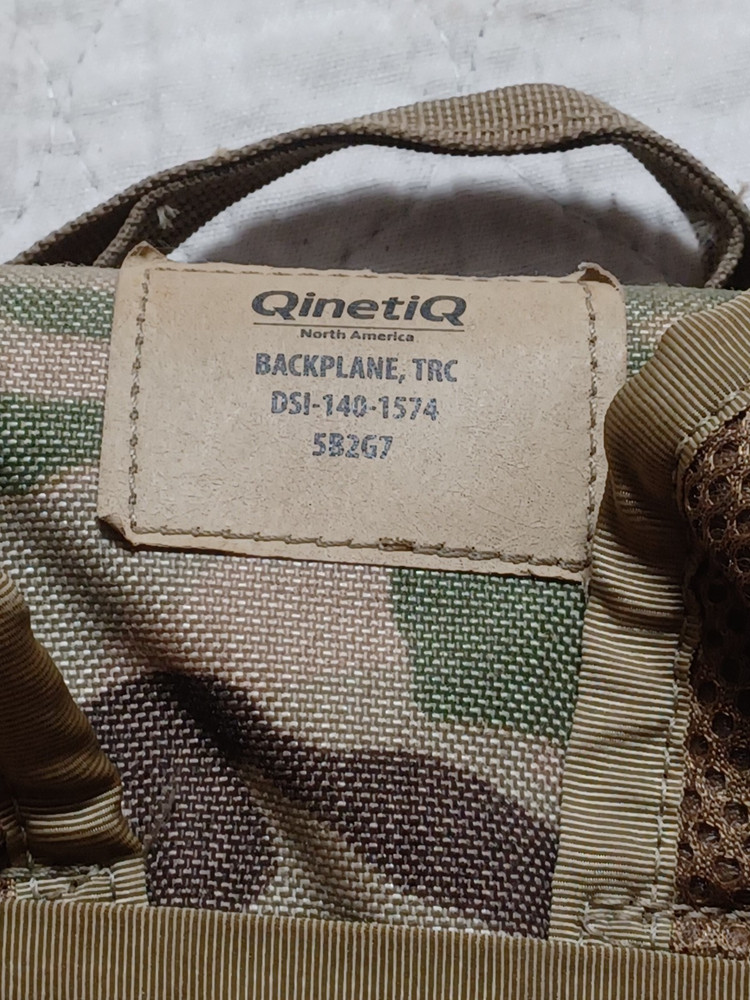 QinetiQ
North America
BACKPLANE, TRC
DSI-140-1574
5B2G7